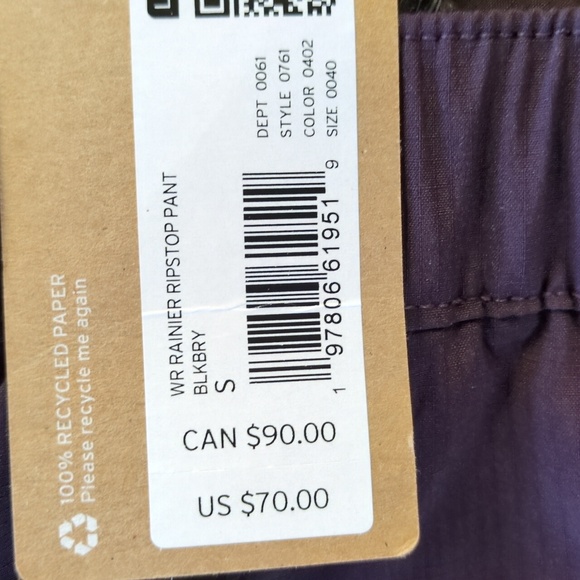 DEPT 0061
STYLE 0761
COLOR 0402
SIZE 0040
WR RAINIER RIPSTOP PANT
BLKBRY
S
1 97806 61951 9
CAN $90.00
US $70.00
100% RECYCLED PAPER
Please recycle me again